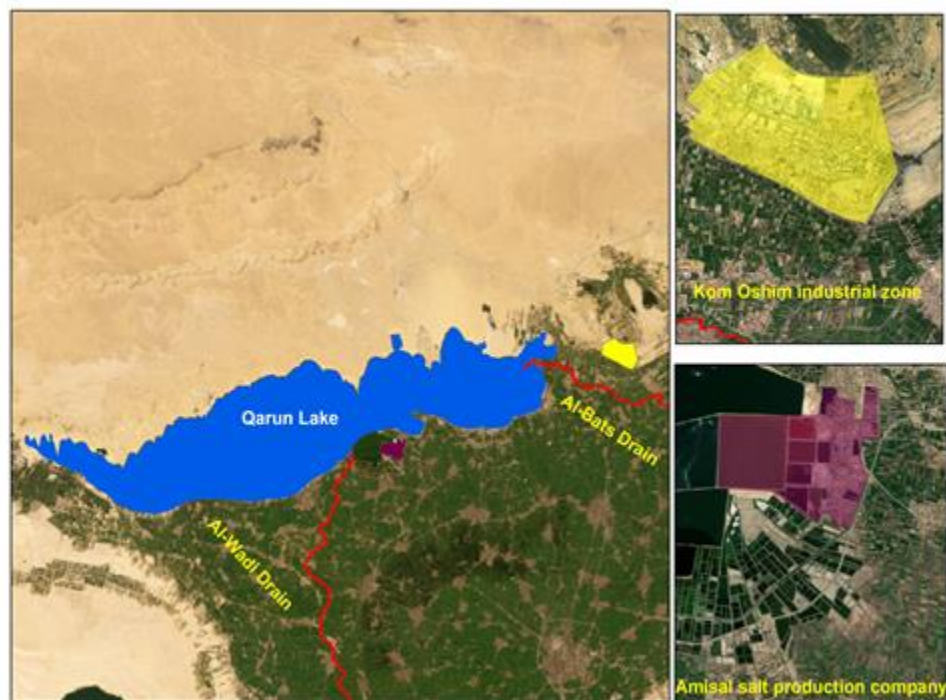 Qarun Lake
Al-Bats Drain
Al-Wadi Drain
Kom Oshim industrial zone
Amisal salt production company